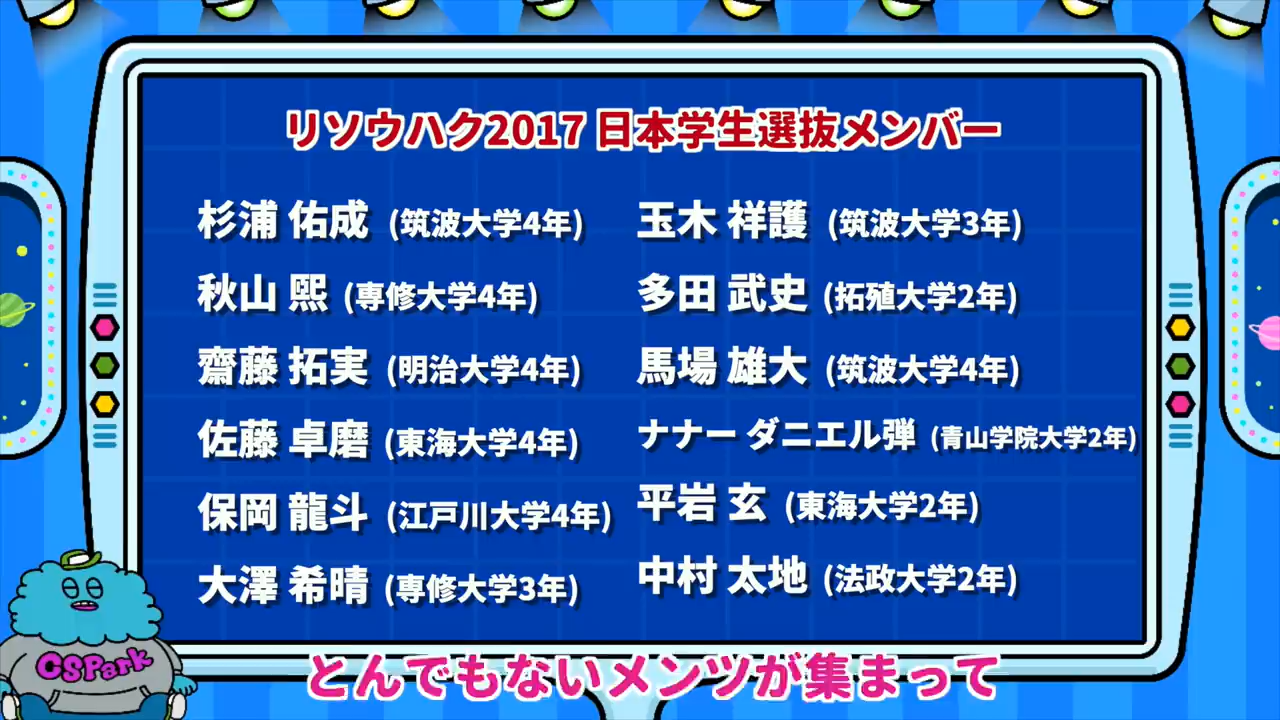 リソウハク2017 日本学生選抜メンバー
杉浦 佑成 (筑波大学4年)
秋山 熙 (専修大学4年)
齋藤 拓実 (明治大学4年)
佐藤 卓磨 (東海大学4年)
保岡 龍斗 (江戸川大学4年)
大澤 希晴 (専修大学3年)
玉木 祥護 (筑波大学3年)
多田 武史 (拓殖大学2年)
馬場 雄大 (筑波大学4年)
ナナー ダニエル弾 (青山学院大学2年)
平岩 玄 (東海大学2年)
中村 太地 (法政大学2年)
CSPark
とんでもないメンツが集まって